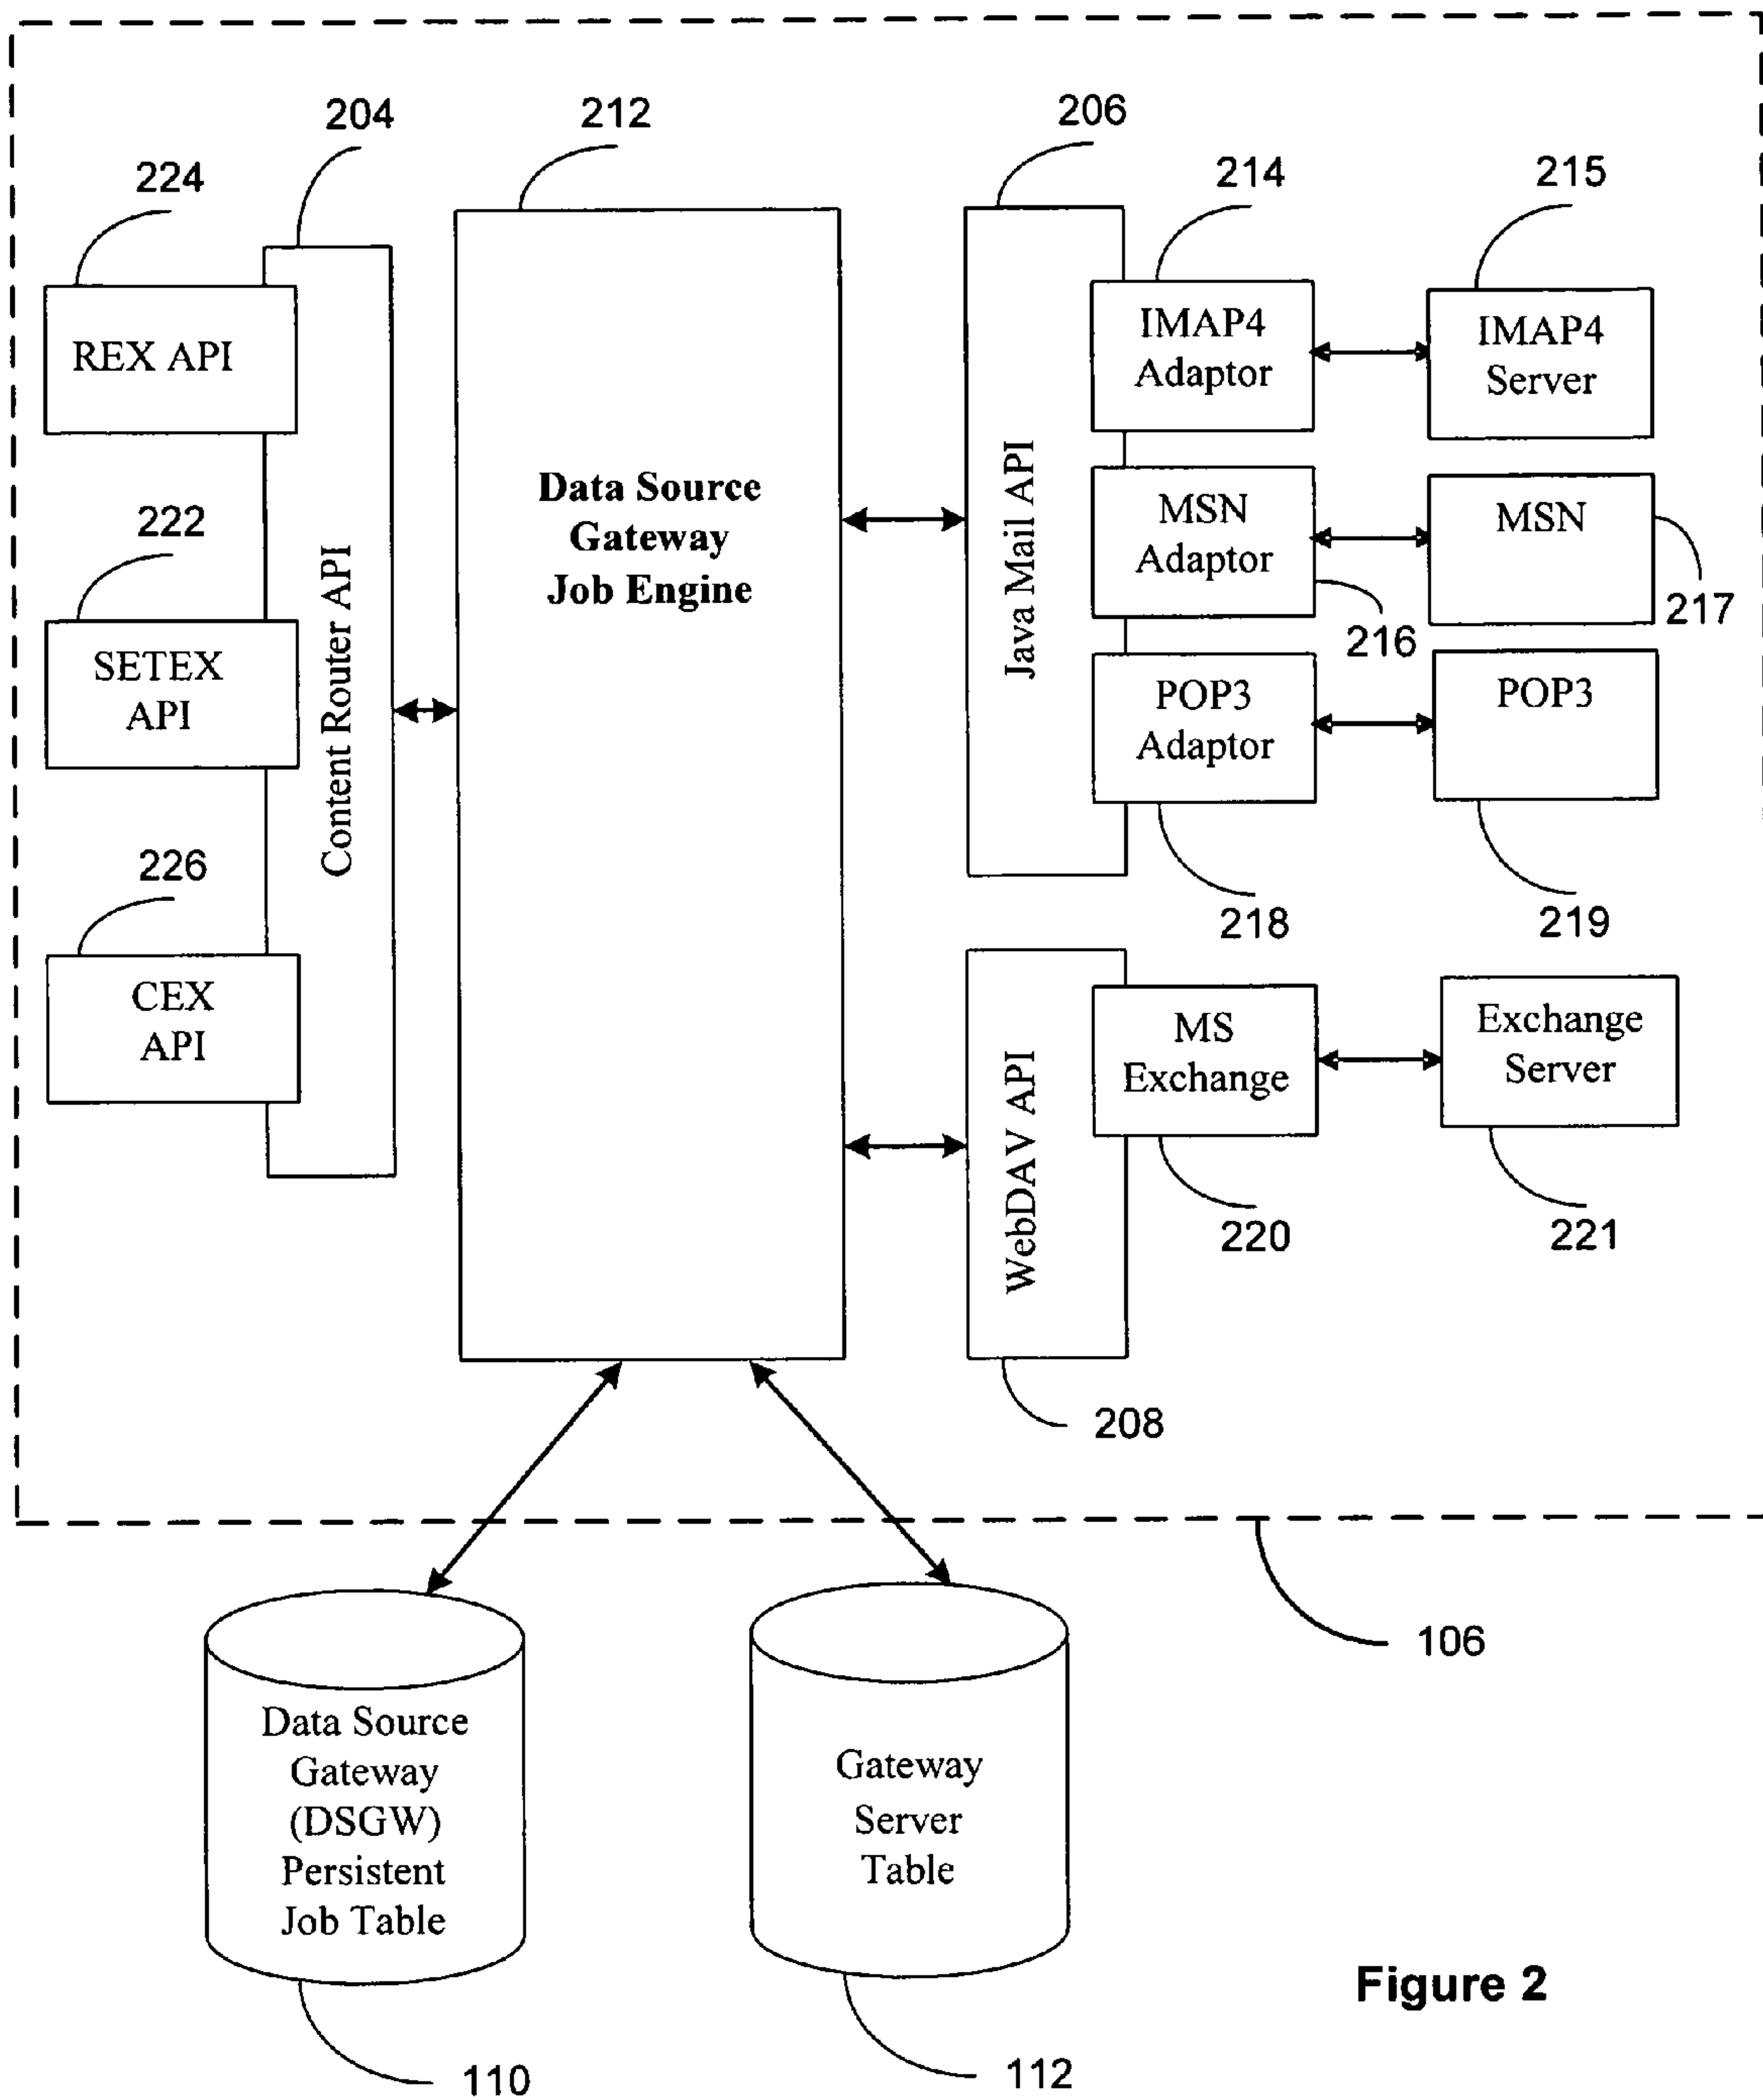 204
212
206
224
214
215
REX API
IMAP4
Adaptor
IMAP4
Server
Data Source
Gateway
Job Engine
Java Mail API
222
MSN
Adaptor
MSN
217
216
Content Router API
SETEX
API
POP3
Adaptor
POP3
226
218
219
CEX
API
WebDAV API
MS
Exchange
Exchange
Server
220
221
208
106
Data Source
Gateway
(DSGW)
Persistent
Job Table
Gateway
Server
Table
Figure 2
110
112